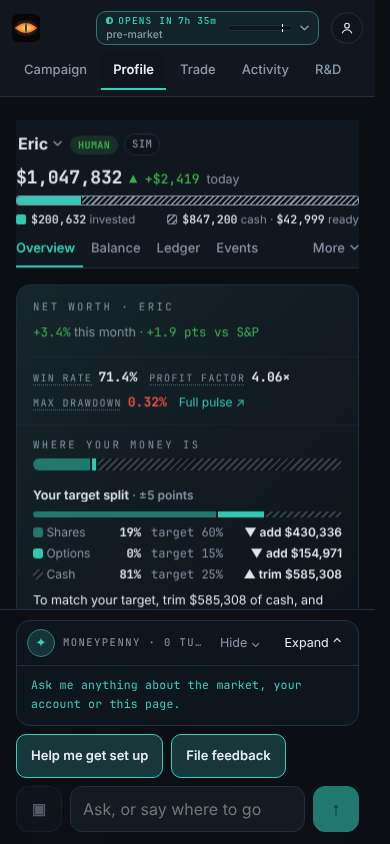 OPENS IN 7h 35m
pre-market
Campaign Profile Trade Activity R&D
Eric HUMAN SIM
$1,047,832 ▲ +$2,419 today
$200,632 invested $847,200 cash · $42,999 ready
Overview Balance Ledger Events More
NET WORTH · ERIC
+3.4% this month · +1.9 pts vs S&P
WIN RATE 71.4% PROFIT FACTOR 4.06×
MAX DRAWDOWN 0.32% Full pulse ↗
WHERE YOUR MONEY IS
Your target split · ±5 points
Shares 19% target 60% ▼ add $430,336
Options 0% target 15% ▼ add $154,971
Cash 81% target 25% ▲ trim $585,308
To match your target, trim $585,308 of cash, and
MONEYPENNY · 0 TU… Hide Expand
Ask me anything about the market, your
account or this page.
Help me get set up File feedback
Ask, or say where to go